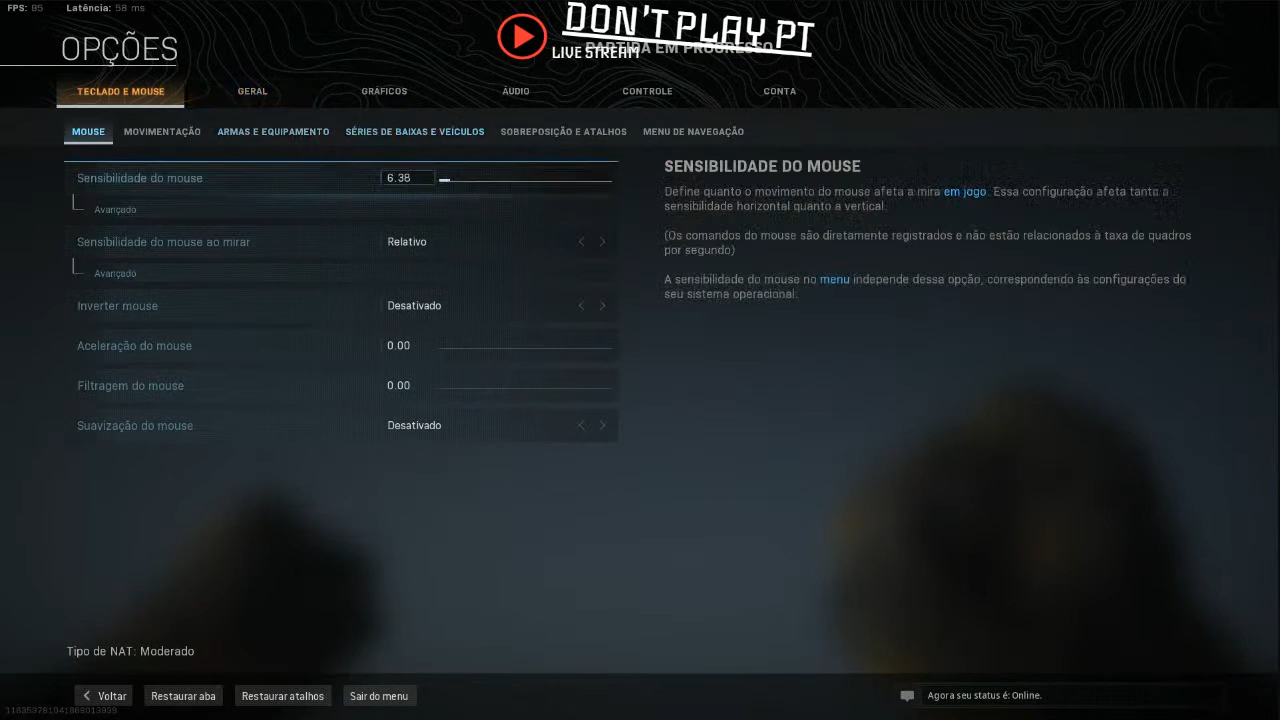 FPS: 85 Latência: 58 ms
DON'T PLAY PT
LIVE STREAM
PARTIDA EM PROGRESSO
OPÇÕES
TECLADO E MOUSE GERAL GRÁFICOS ÁUDIO CONTROLE CONTA
MOUSE MOVIMENTAÇÃO ARMAS E EQUIPAMENTO SÉRIES DE BAIXAS E VEÍCULOS SOBREPOSIÇÃO E ATALHOS MENU DE NAVEGAÇÃO
Sensibilidade do mouse 6.38
Avançado
Sensibilidade do mouse ao mirar Relativo
Avançado
Inverter mouse Desativado
Aceleração do mouse 0.00
Filtragem do mouse 0.00
Suavização do mouse Desativado
SENSIBILIDADE DO MOUSE
Define quanto o movimento do mouse afeta a mira em jogo. Essa configuração afeta tanto a
sensibilidade horizontal quanto a vertical.
(Os comandos do mouse são diretamente registrados e não estão relacionados à taxa de quadros
por segundo)
A sensibilidade do mouse no menu independe dessa opção, correspondendo às configurações do
seu sistema operacional.
Tipo de NAT: Moderado
Voltar Restaurar aba Restaurar atalhos Sair do menu
Agora seu status é: Online.